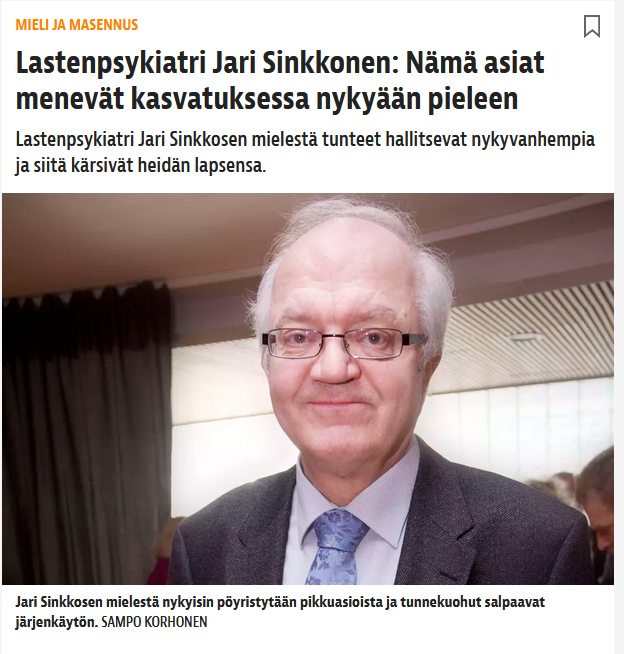 MIELI JA MASENNUS
Lastenpsykiatri Jari Sinkkonen: Nämä asiat
menevät kasvatuksessa nykyään pieleen
Lastenpsykiatri Jari Sinkkosen mielestä tunteet hallitsevat nykyvanhempia
ja siitä kärsivät heidän lapsensa.
Jari Sinkkosen mielestä nykyisin pöyristytään pikkuasioista ja tunnekuohut salpaavat
järjenkäytön. SAMPO KORHONEN